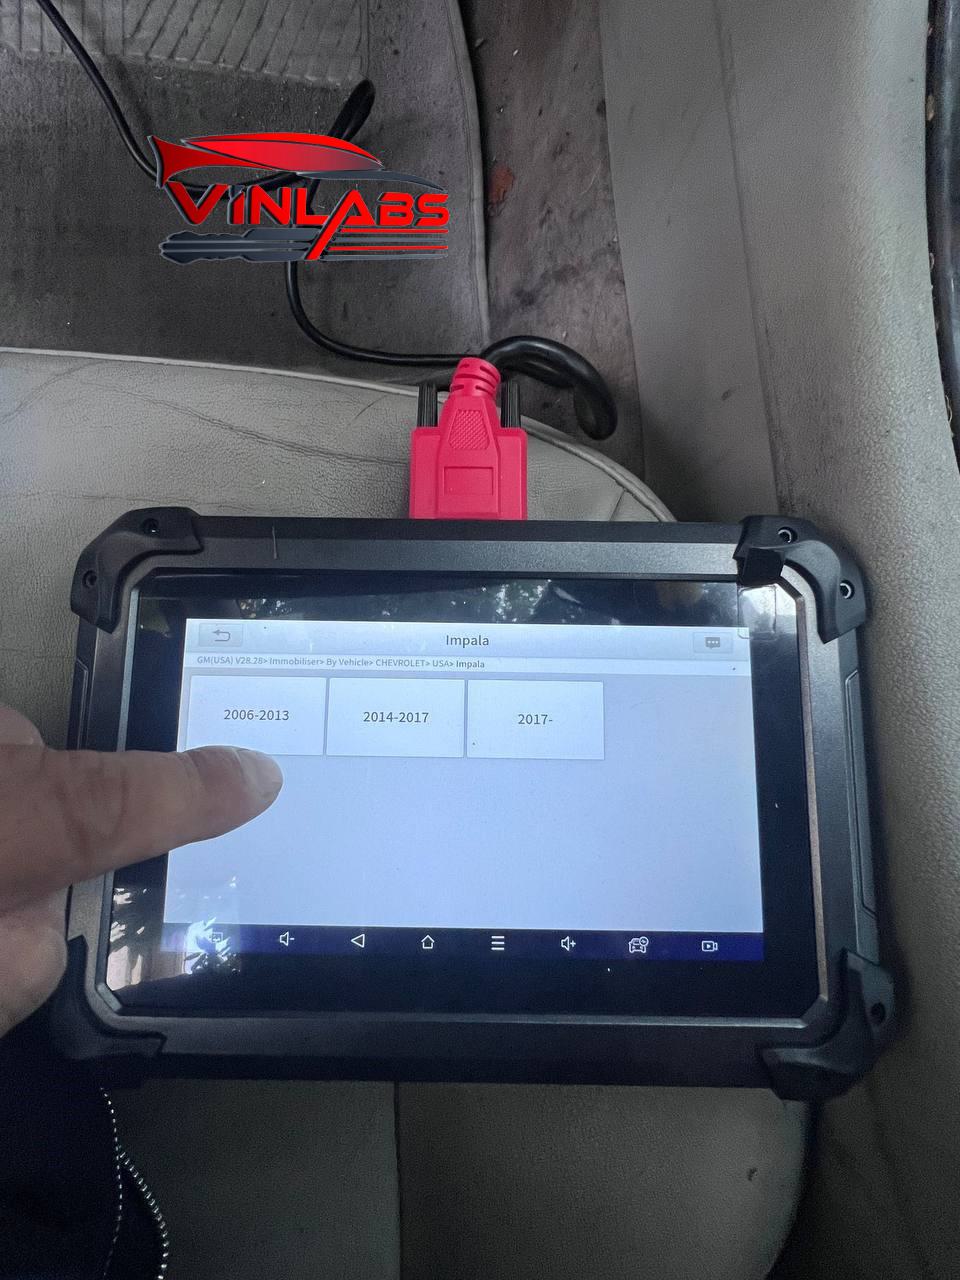 VINLABS
Impala
GM(USA) V28.28> Immobiliser> By Vehicle> CHEVROLET> USA> Impala
2006-2013
2014-2017
2017-